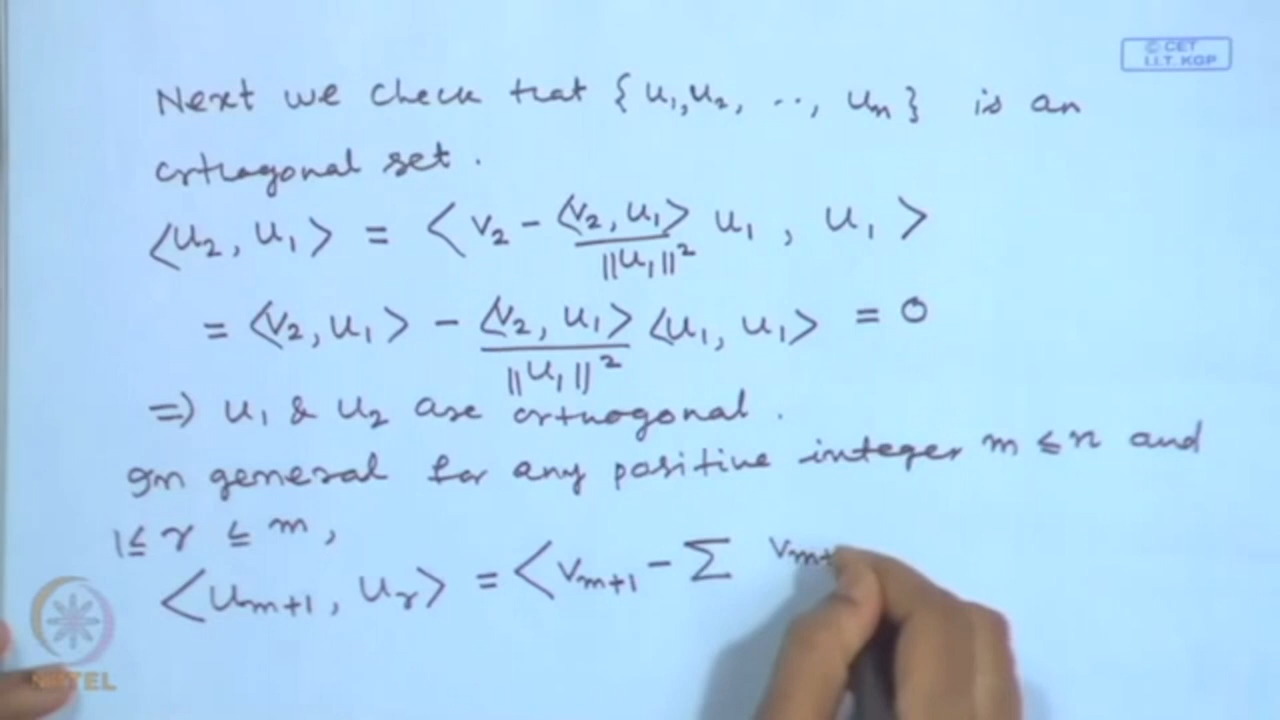 © CET
I.I.T. KGP
Next we check that {u₁,u₂, .., uₙ} is an
orthogonal set.
⟨u₂, u₁⟩ = ⟨v₂ - ⟨v₂, u₁⟩/||u₁||² u₁ , u₁⟩
= ⟨v₂, u₁⟩ - ⟨v₂, u₁⟩/||u₁||² ⟨u₁, u₁⟩ = 0
⇒ u₁ & u₂ are orthogonal.
In general for any positive integer m ≤ n and
1 ≤ r ≤ m,
⟨uₘ₊₁, uᵣ⟩ = ⟨vₘ₊₁ - Σ vₘ₊
NPTEL